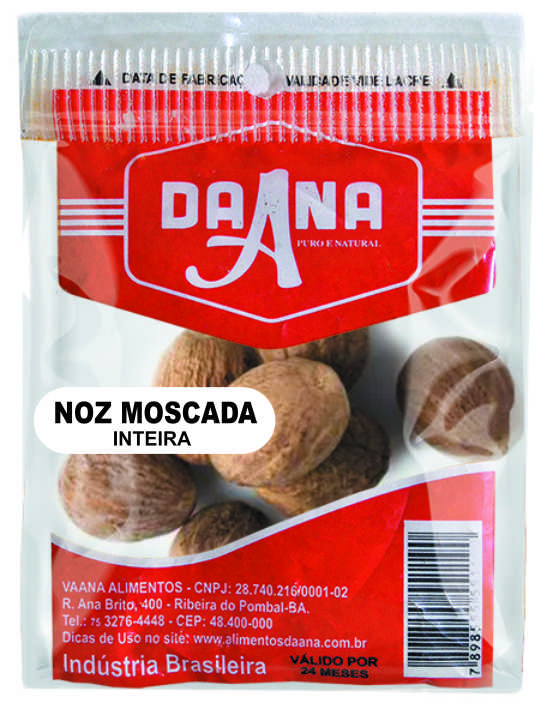 DATA DE FABRICAÇ VALIDADE VIDE LACRE
DAANA
PURO E NATURAL
NOZ MOSCADA
INTEIRA
VAANA ALIMENTOS - CNPJ: 28.740.216/0001-02
R. Ana Brito, 400 - Ribeira do Pombal-BA.
Tel.: 75 3276-4448 - CEP: 48.400-000
Dicas de Uso no site: www.alimentosdaana.com.br
Indústria Brasileira
VÁLIDO POR
24 MESES
7 898